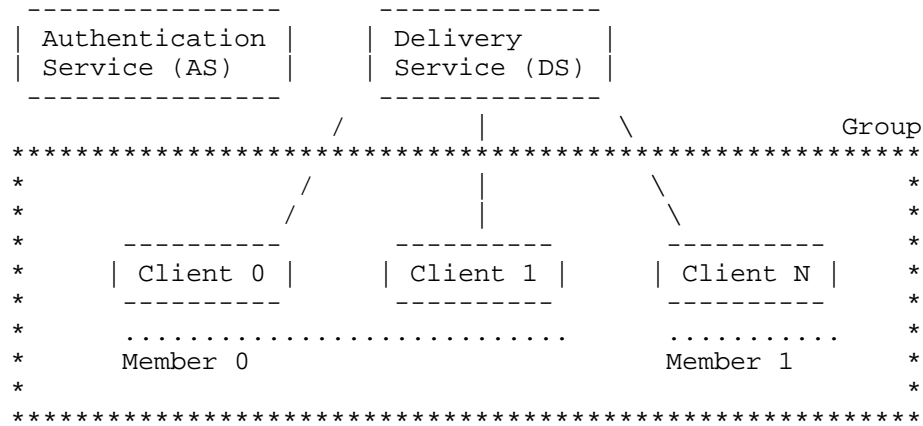 Authentication Delivery
Service (AS) Service (DS)
Group
Client 0 Client 1 Client N
Member 0 Member 1